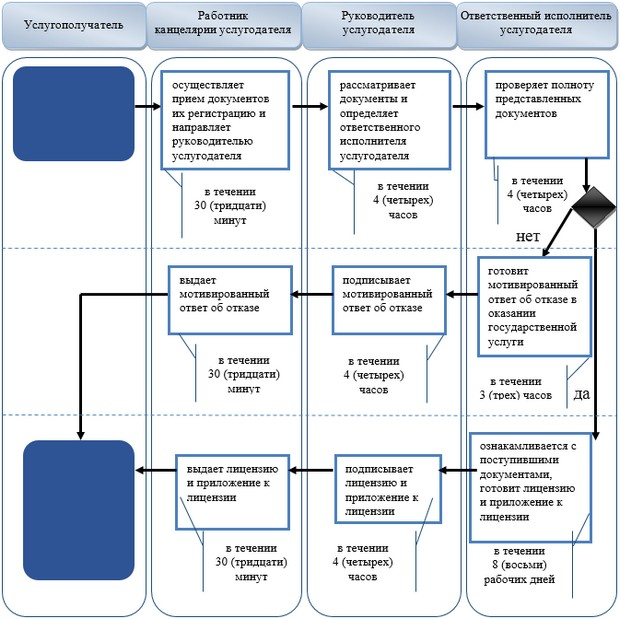 Услугополучатель
Работник
канцелярии услугодателя
Руководитель
услугодателя
Ответственный исполнитель
услугодателя
осуществляет
прием документов
их регистрацию и
направляет
руководителью
услугодателя
рассматривает
документы и
определяет
ответственного
исполнителя
услугодателя
проверяет полноту
представленных
документов
в течении
30 (тридцати)
минут
в течении
4 (четырех)
часов
в течении
4 (четырех)
часов
нет
выдает
мотивированный
ответ об отказе
подписывает
мотивированный
ответ об отказе
готовит
мотивированный
ответ об отказе в
оказании
государственной
услуги
в течении
30 (тридцати)
минут
в течении
4 (четырех)
часов
в течении
3 (трех) часов
да
выдает лицензию
и приложение к
лицензии
подписывает
лицензию и
приложение к
лицензии
ознакамливается с
поступившими
документами,
готовит лицензию
и приложение к
лицензии
в течении
30 (тридцати)
минут
в течении
4 (четырех)
часов
в течении
8 (восьми)
рабочих дней